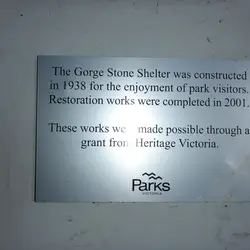 The Gorge Stone Shelter was constructed
in 1938 for the enjoyment of park visitors.
Restoration works were completed in 2001.
These works we made possible through a
grant from Heritage Victoria.
Parks
VICTORIA